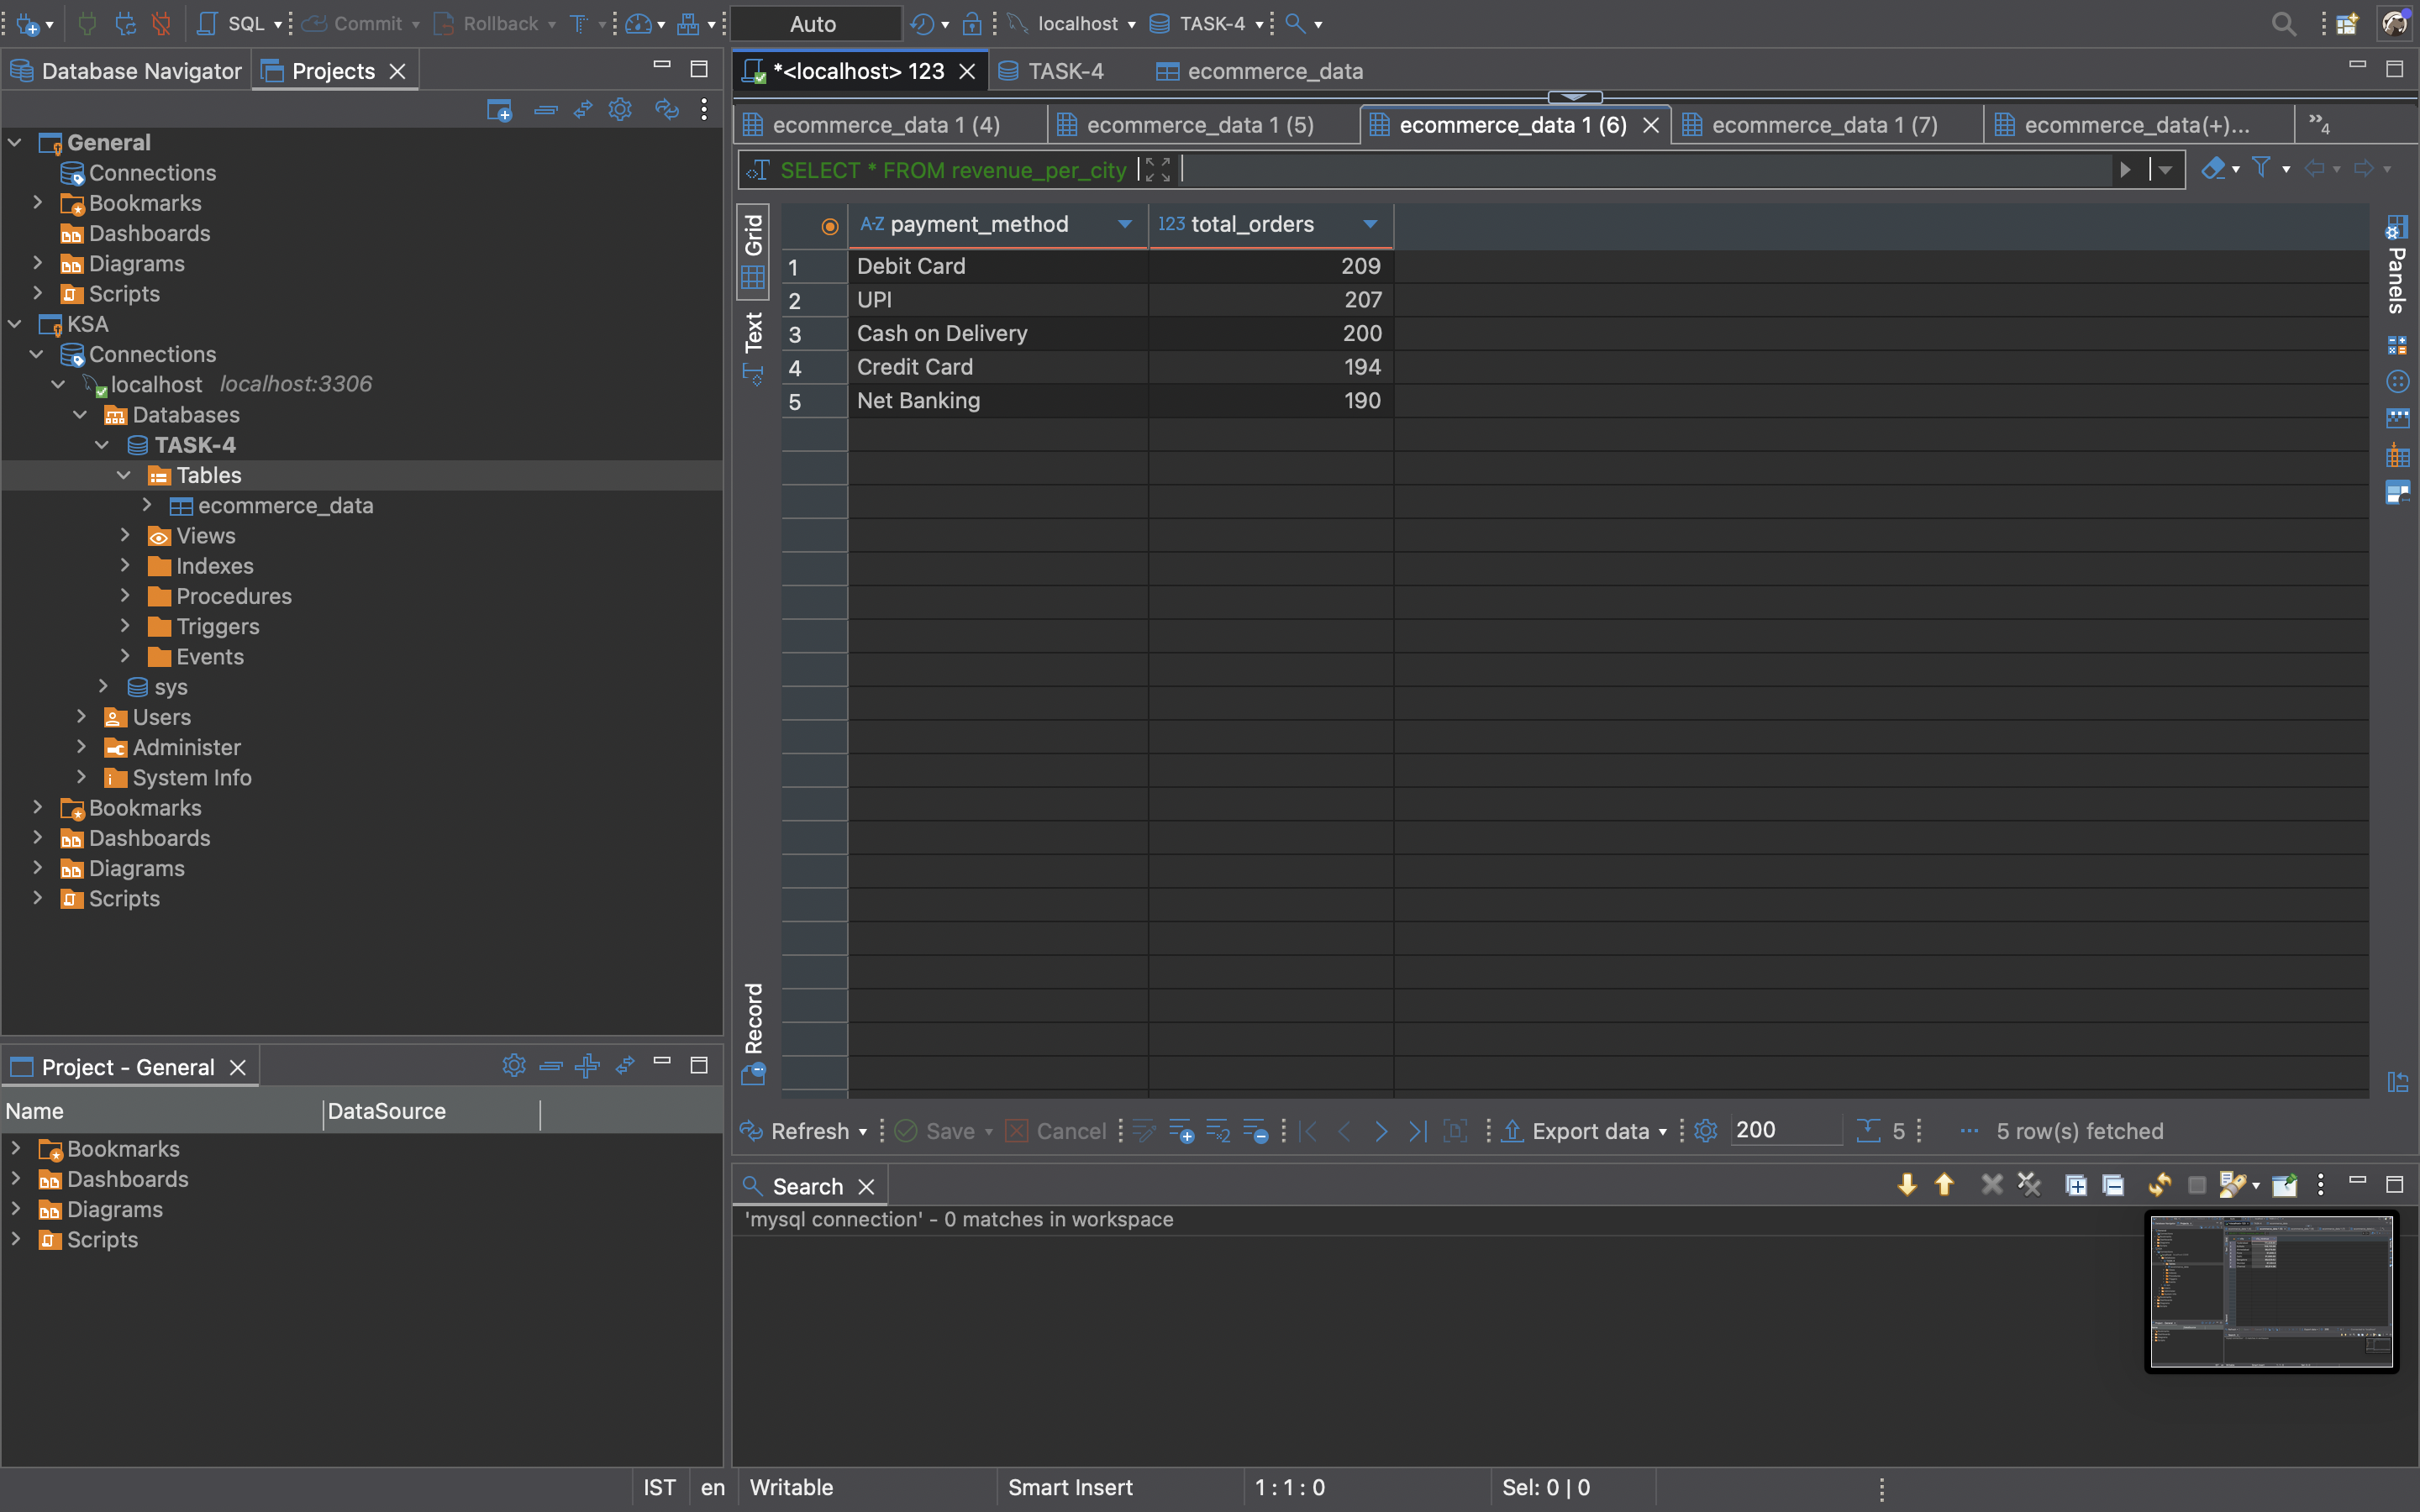 SQL Commit Rollback Auto localhost TASK-4
Database Navigator Projects
General
Connections
Bookmarks
Dashboards
Diagrams
Scripts
KSA
Connections
localhost localhost:3306
Databases
TASK-4
Tables
ecommerce_data
Views
Indexes
Procedures
Triggers
Events
sys
Users
Administer
System Info
Bookmarks
Dashboards
Diagrams
Scripts
Project - General
Name DataSource
Bookmarks
Dashboards
Diagrams
Scripts
*<localhost> 123 TASK-4 ecommerce_data
ecommerce_data 1 (4) ecommerce_data 1 (5) ecommerce_data 1 (6) ecommerce_data 1 (7) ecommerce_data(+)... »4
SELECT * FROM revenue_per_city
Grid
Text
Record
A-Z payment_method 123 total_orders
1 Debit Card 209
2 UPI 207
3 Cash on Delivery 200
4 Credit Card 194
5 Net Banking 190
Panels
Refresh Save Cancel Export data 200 5 ... 5 row(s) fetched
Search
'mysql connection' - 0 matches in workspace
IST en Writable Smart Insert 1 : 1 : 0 Sel: 0 | 0